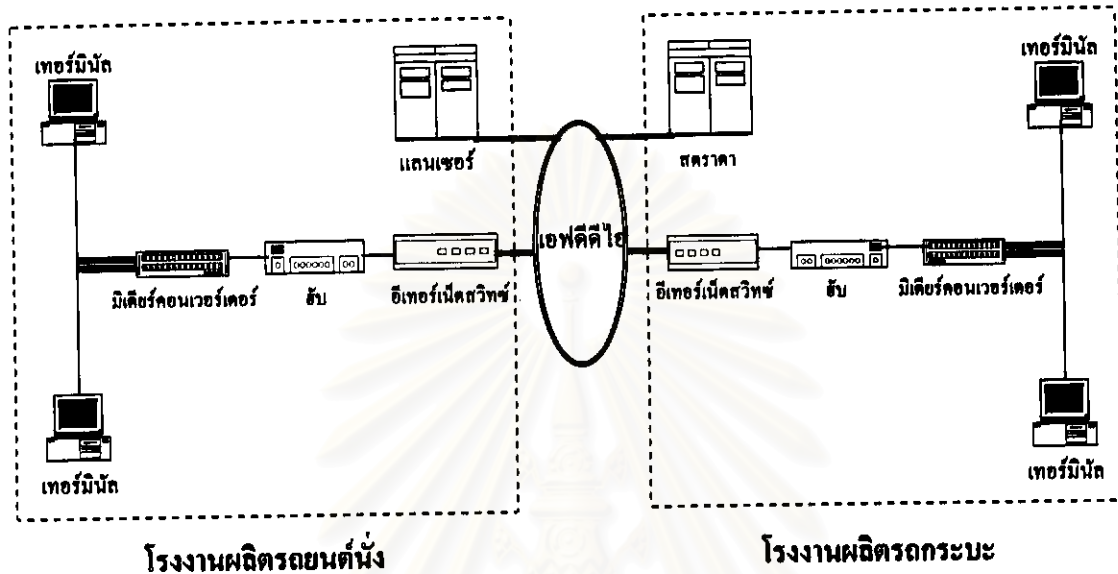 เทอร์มินัล
แลนเซอร์
สตราดา
เทอร์มินัล
เอฟดีดีไอ
มีเดียร์คอนเวอร์เตอร์
ฮับ
อีเทอร์เน็ตสวิทซ์
อีเทอร์เน็ตสวิทซ์
ฮับ
มีเดียร์คอนเวอร์เตอร์
เทอร์มินัล
เทอร์มินัล
โรงงานผลิตรถยนต์นั่ง
โรงงานผลิตรถกระบะ